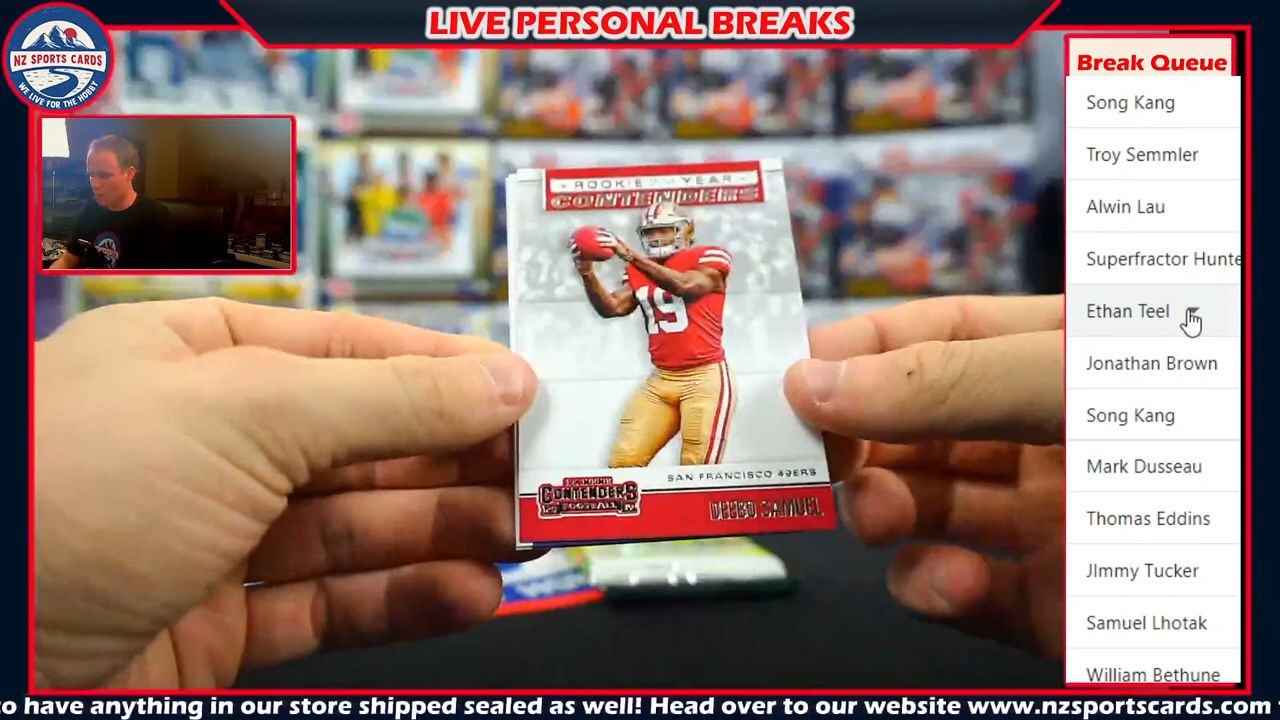 LIVE PERSONAL BREAKS
NZ SPORTS CARDS
WE LIVE FOR THE HOBBY
Break Queue
Song Kang
Troy Semmler
Alwin Lau
Superfractor Hunte
Ethan Teel
Jonathan Brown
Song Kang
Mark Dusseau
Thomas Eddins
JImmy Tucker
Samuel Lhotak
William Bethune
ROOKIE OF THE YEAR
CONTENDERS
19
SAN FRANCISCO 49ERS
CONTENDERS
FOOTBALL
DEEBO SAMUEL
to have anything in our store shipped sealed as well! Head over to our website www.nzsportscards.com